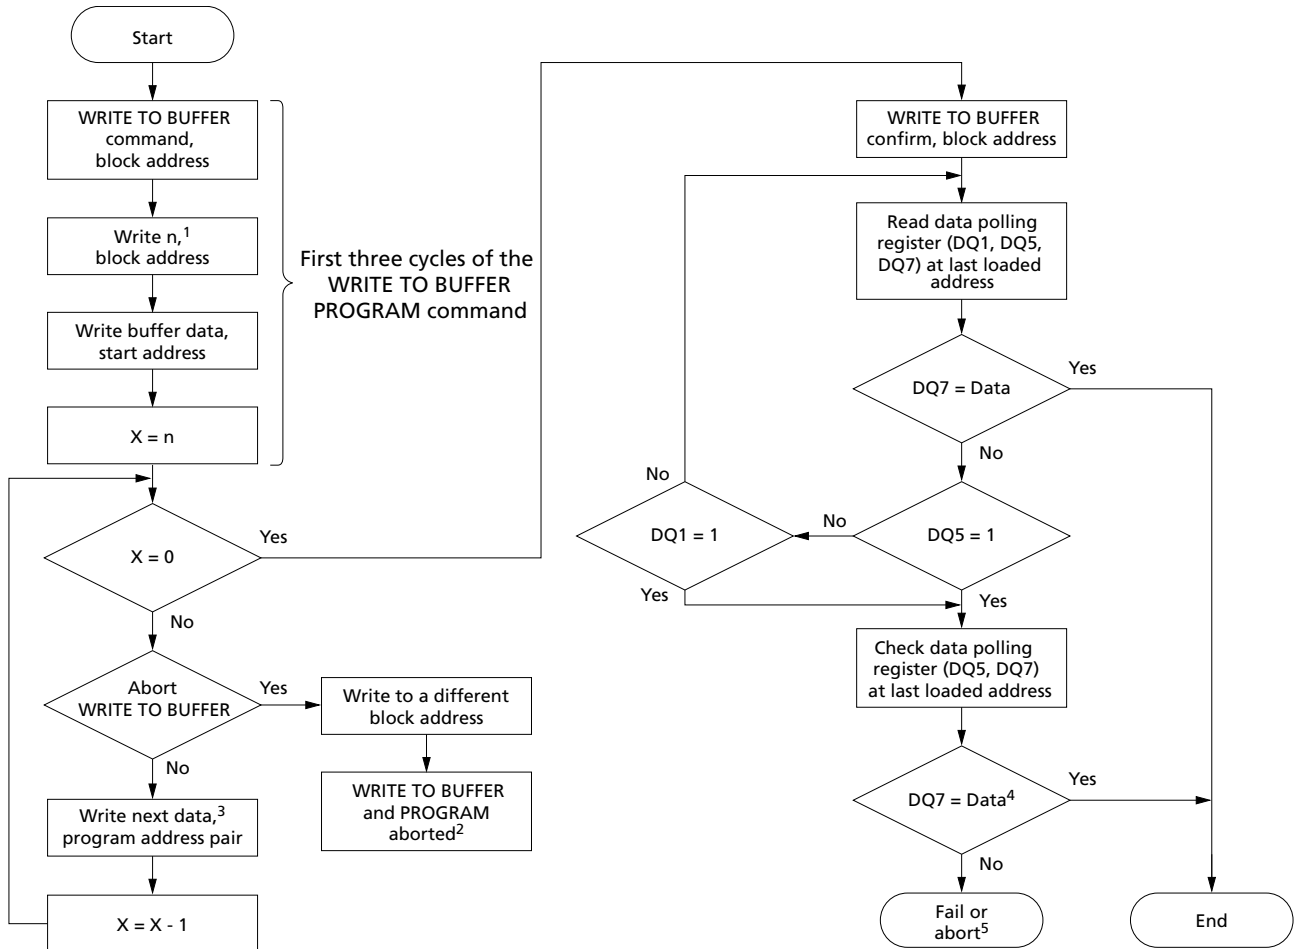 Start
WRITE TO BUFFER
command,
block address
Write n,1
block address
Write buffer data,
start address
X = n
First three cycles of the
WRITE TO BUFFER
PROGRAM command
X = 0
Yes
No
Abort
WRITE TO BUFFER
Yes
No
Write to a different
block address
WRITE TO BUFFER
and PROGRAM
aborted2
Write next data,3
program address pair
X = X - 1
WRITE TO BUFFER
confirm, block address
Read data polling
register (DQ1, DQ5,
DQ7) at last loaded
address
DQ7 = Data
Yes
No
DQ5 = 1
No
Yes
DQ1 = 1
No
Yes
Check data polling
register (DQ5, DQ7)
at last loaded address
DQ7 = Data4
Yes
No
Fail or
abort5
End